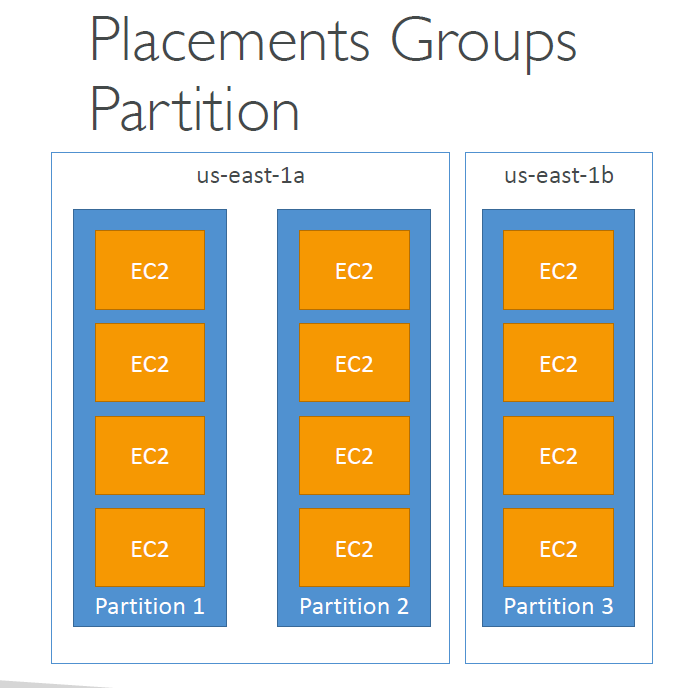 Placements Groups
Partition
us-east-1a
EC2
EC2
EC2
EC2
Partition 1
EC2
EC2
EC2
EC2
Partition 2
us-east-1b
EC2
EC2
EC2
EC2
Partition 3